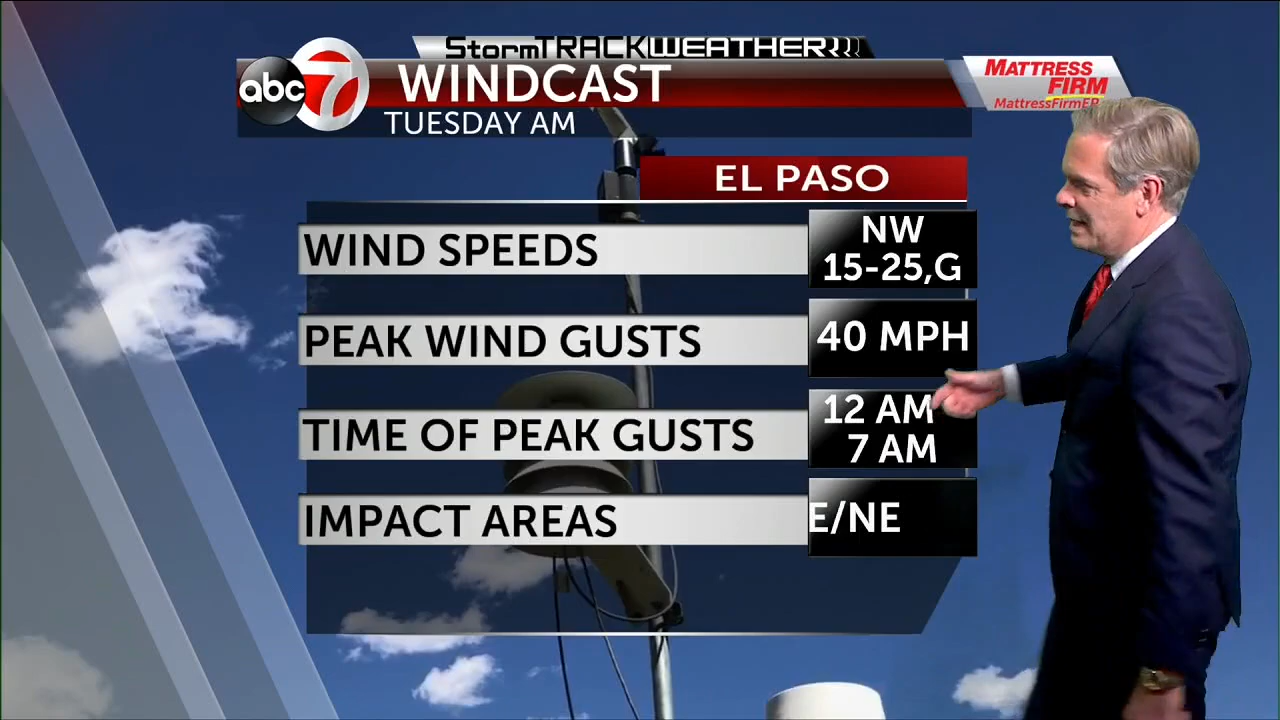 StormTRACKWEATHER
abc 7
WINDCAST
TUESDAY AM
MATTRESS
FIRM
MattressFirmEP
EL PASO
WIND SPEEDS
NW
15-25,G
PEAK WIND GUSTS
40 MPH
TIME OF PEAK GUSTS
12 AM
7 AM
IMPACT AREAS
E/NE